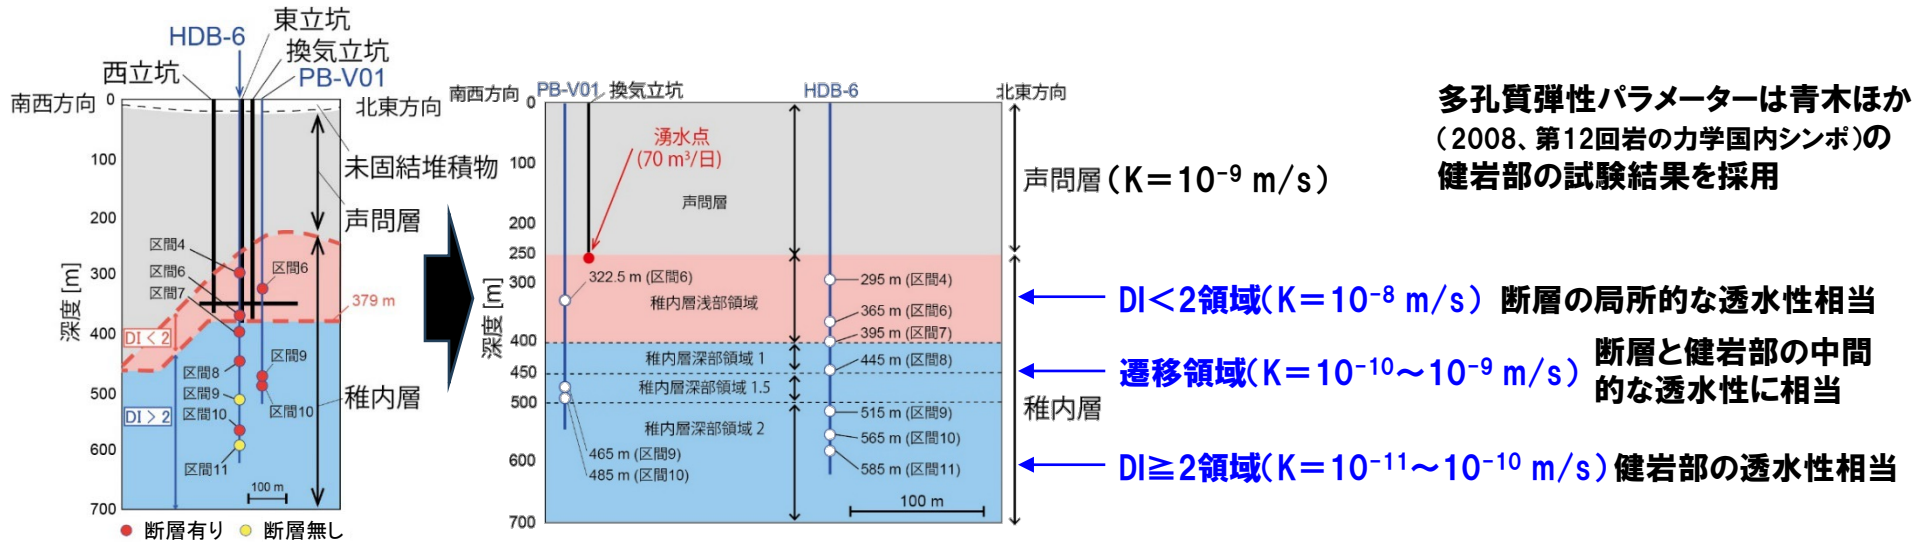 東立坑
HDB-6
換気立坑
西立坑
PB-V01
南西方向
北東方向
0
100
200
300
400
500
600
700
深度 [m]
未固結堆積物
声問層
区間4
区間6
区間6
区間7
379 m
DI < 2
区間8
区間9
区間9
区間10
区間10
DI > 2
区間11
稚内層
100 m
断層有り
断層無し
南西方向
PB-V01
換気立坑
HDB-6
北東方向
0
100
200
250
300
400
450
500
600
700
深度 [m]
湧水点
(70 m³/日)
声問層
322.5 m (区間6)
295 m (区間4)
稚内層浅部領域
365 m (区間6)
395 m (区間7)
稚内層深部領域 1
445 m (区間8)
稚内層深部領域 1.5
稚内層深部領域 2
515 m (区間9)
565 m (区間10)
585 m (区間11)
465 m (区間9)
485 m (区間10)
100 m
声問層(K=10⁻⁹ m/s)
稚内層
多孔質弾性パラメーターは青木ほか
(2008、第12回岩の力学国内シンポ)の
健岩部の試験結果を採用
DI<2領域(K=10⁻⁸ m/s) 断層の局所的な透水性相当
遷移領域(K=10⁻¹⁰~10⁻⁹ m/s)
断層と健岩部の中間
的な透水性に相当
DI≧2領域(K=10⁻¹¹~10⁻¹⁰ m/s)健岩部の透水性相当